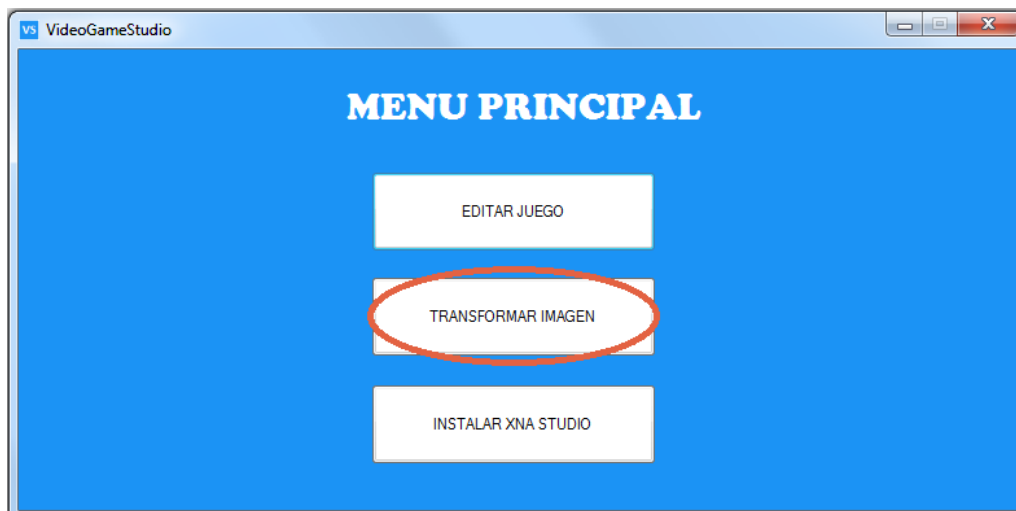 VS VideoGameStudio
MENU PRINCIPAL
EDITAR JUEGO
TRANSFORMAR IMAGEN
INSTALAR XNA STUDIO